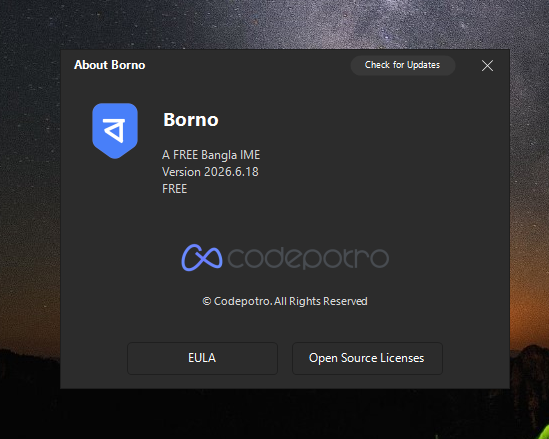 About Borno
Check for Updates
ব
Borno
A FREE Bangla IME
Version 2026.6.18
FREE
codepotro
© Codepotro. All Rights Reserved
EULA
Open Source Licenses